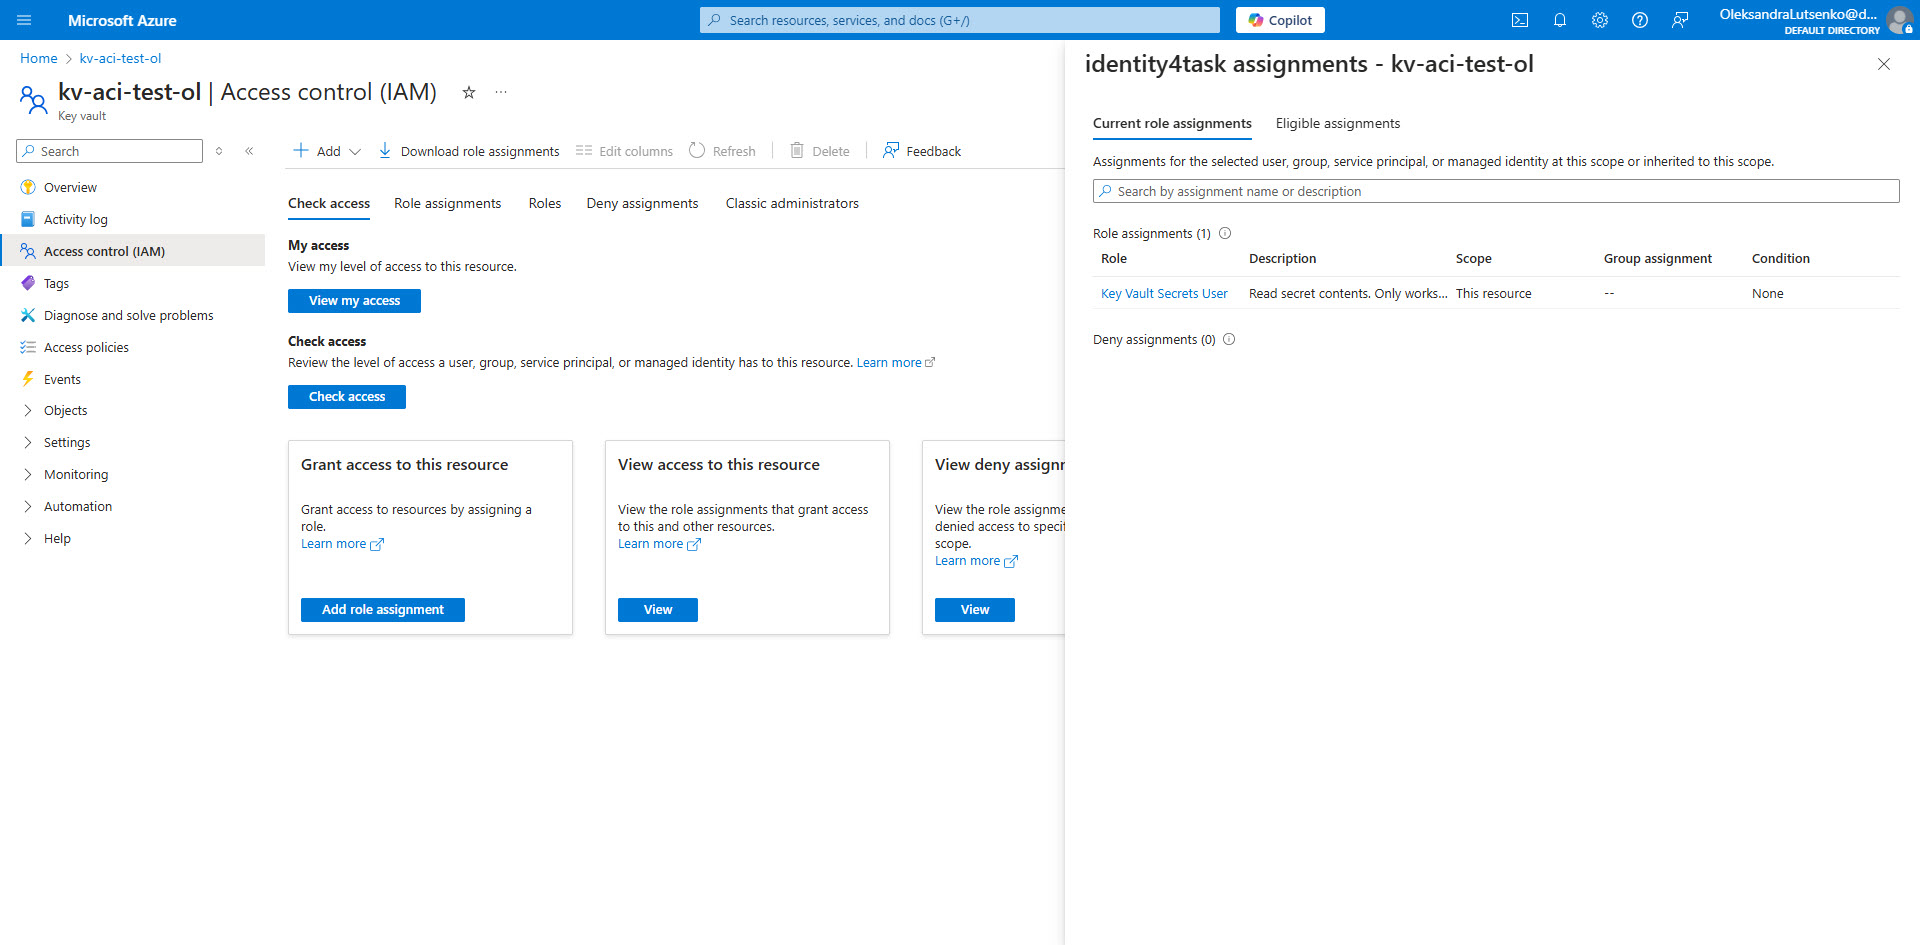 Microsoft Azure
Search resources, services, and docs (G+/)
Copilot
OleksandraLutsenko@d...
DEFAULT DIRECTORY
Home > kv-aci-test-ol
kv-aci-test-ol | Access control (IAM)
Key vault
Search
Overview
Activity log
Access control (IAM)
Tags
Diagnose and solve problems
Access policies
Events
Objects
Settings
Monitoring
Automation
Help
Add
Download role assignments
Edit columns
Refresh
Delete
Feedback
Check access
Role assignments
Roles
Deny assignments
Classic administrators
My access
View my level of access to this resource.
View my access
Check access
Review the level of access a user, group, service principal, or managed identity has to this resource. Learn more
Check access
Grant access to this resource
Grant access to resources by assigning a
role.
Learn more
Add role assignment
View access to this resource
View the role assignments that grant access
to this and other resources.
Learn more
View
View deny assignr
View the role assignme
denied access to specif
scope.
Learn more
View
identity4task assignments - kv-aci-test-ol
Current role assignments
Eligible assignments
Assignments for the selected user, group, service principal, or managed identity at this scope or inherited to this scope.
Search by assignment name or description
Role assignments (1)
Role Description Scope Group assignment Condition
Key Vault Secrets User Read secret contents. Only works... This resource -- None
Deny assignments (0)